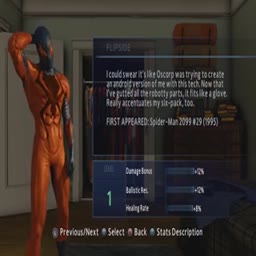 FLIPSIDE
I could swear it's like Oscorp was trying to
create an android version of me with this tech. Now that
I've gutted all the robotty parts, it fits like a glove.
Really accentuates my six-pack, too.
FIRST APPEARED: Spider-Man 2099 #29 (1995)
LEVEL
1
Damage Bonus +12%
Ballistic Res. +12%
Healing Rate +8%
Previous/Next Select Back Stats Description